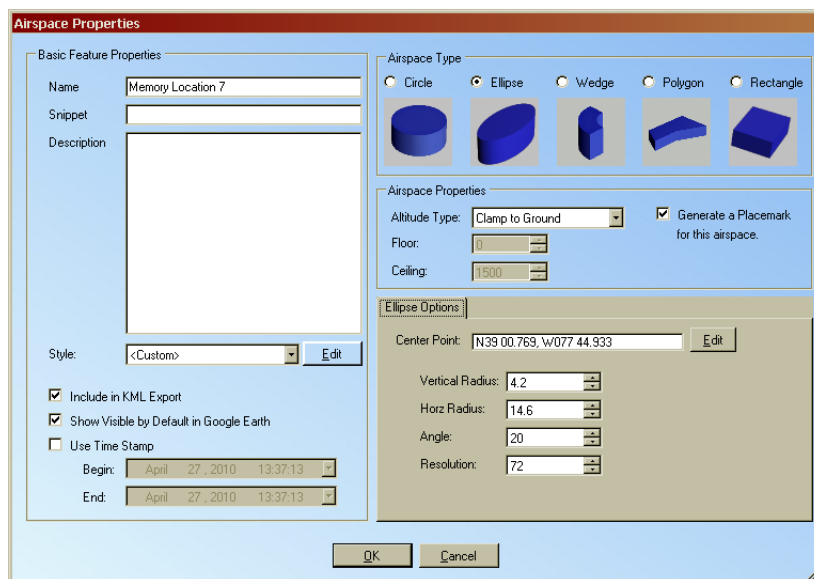 Airspace Properties
Basic Feature Properties
Name
Memory Location 7
Snippet
Description
Style:
<Custom>
Edit
Include in KML Export
Show Visible by Default in Google Earth
Use Time Stamp
Begin:
April 27 , 2010 13:37:13
End:
April 27 , 2010 13:37:13
Airspace Type
Circle
Ellipse
Wedge
Polygon
Rectangle
Airspace Properties
Altitude Type:
Clamp to Ground
Generate a Placemark
for this airspace.
Floor:
0
Ceiling:
1500
Ellipse Options
Center Point:
N39 00.769, W077 44.933
Edit
Vertical Radius:
4.2
Horz Radius:
14.6
Angle:
20
Resolution:
72
OK
Cancel